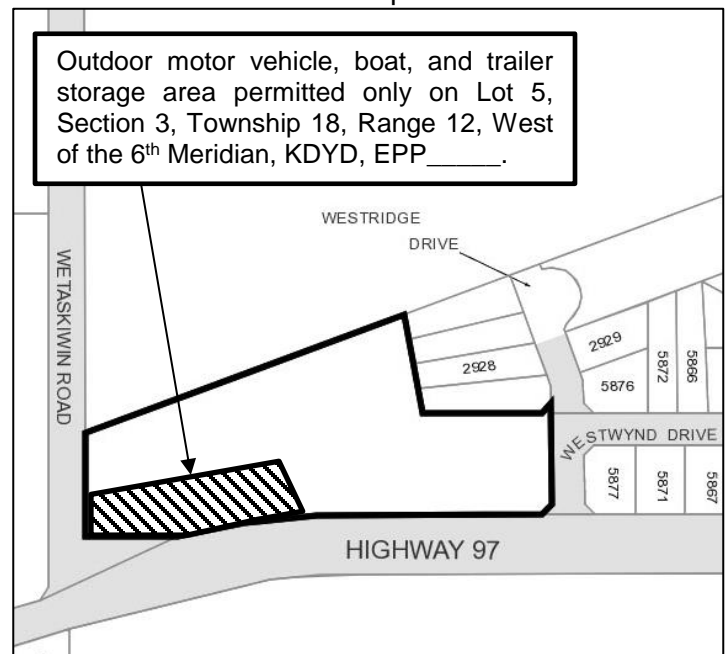 Outdoor motor vehicle, boat, and trailer
storage area permitted only on Lot 5,
Section 3, Township 18, Range 12, West
of the 6th Meridian, KDYD, EPP_____.
WESTRIDGE
DRIVE
WETASKIWIN ROAD
2928
2929
5876
5872
5866
WESTWYND DRIVE
5877
5871
5867
HIGHWAY 97